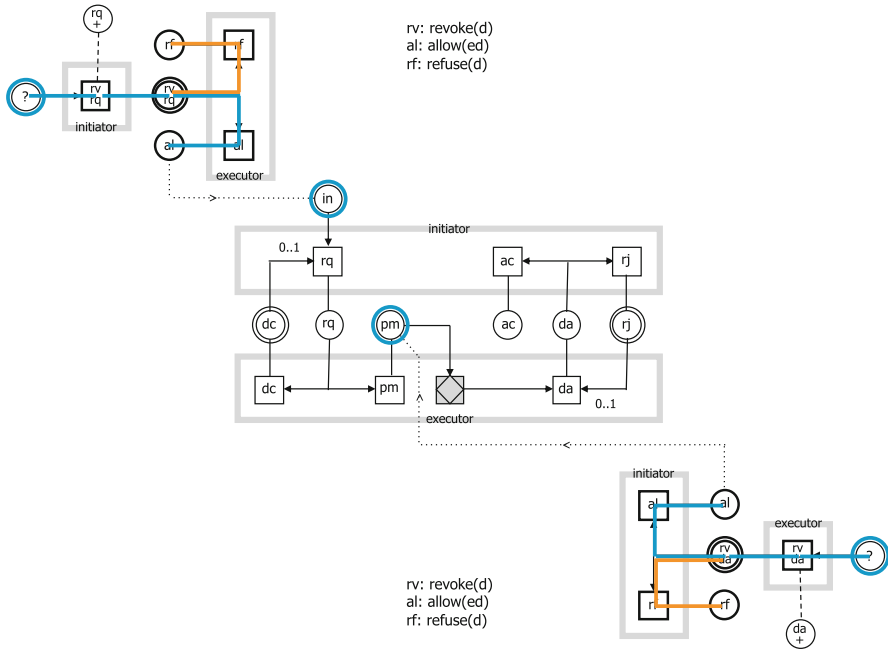 rq
+
rv: revoke(d)
al: allow(ed)
rf: refuse(d)
rf
rf
?
rv
rq
rv
rq
initiator
al
al
executor
in
initiator
0..1
rq
ac
rj
dc
rq
pm
ac
da
rj
dc
pm
da
0..1
executor
initiator
al
al
executor
rv
da
rv
da
?
rv: revoke(d)
al: allow(ed)
rf: refuse(d)
rf
rf
da
+